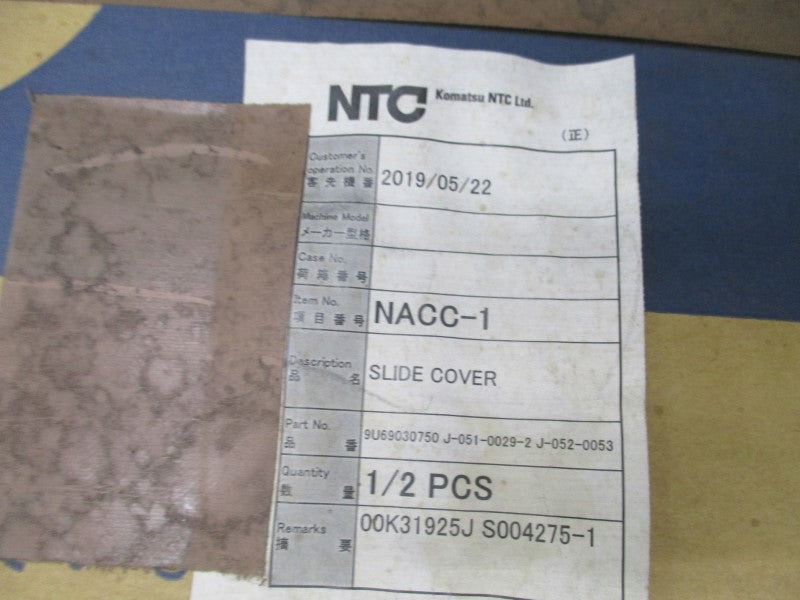 NTC Komatsu NTC Ltd.
(正)
Customer's
operation No.
客先機番
2019/05/22
Machine Model
メーカー型格
Case No.
荷箱番号
Item No.
項目番号
NACC-1
Description
品名
SLIDE COVER
Part No.
品番
9U69030750 J-051-0029-2 J-052-0053
Quantity
数量
1/2 PCS
Remarks
摘要
00K31925J S004275-1